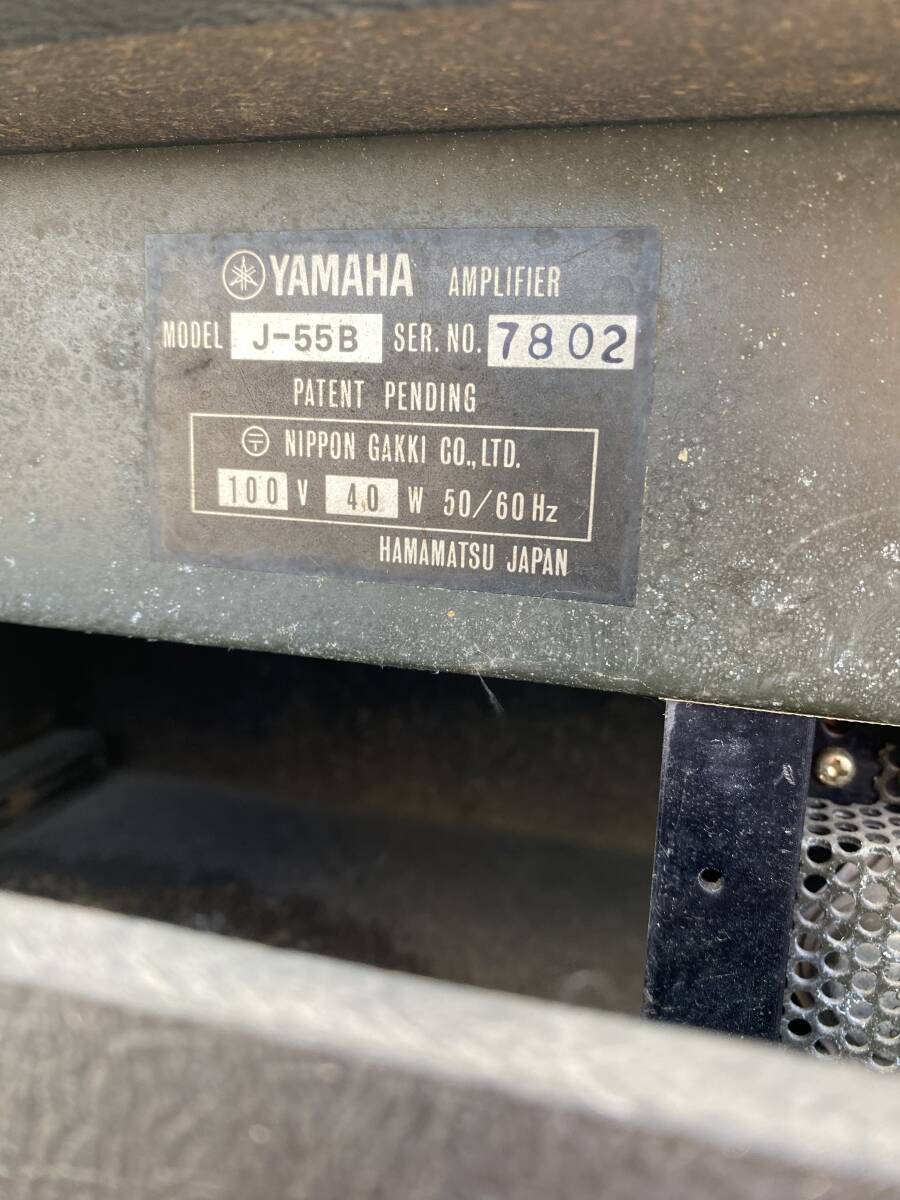 YAMAHA AMPLIFIER
MODEL J-55B SER. NO. 7802
PATENT PENDING
〒 NIPPON GAKKI CO., LTD.
100 V 40 W 50/60 Hz
HAMAMATSU JAPAN